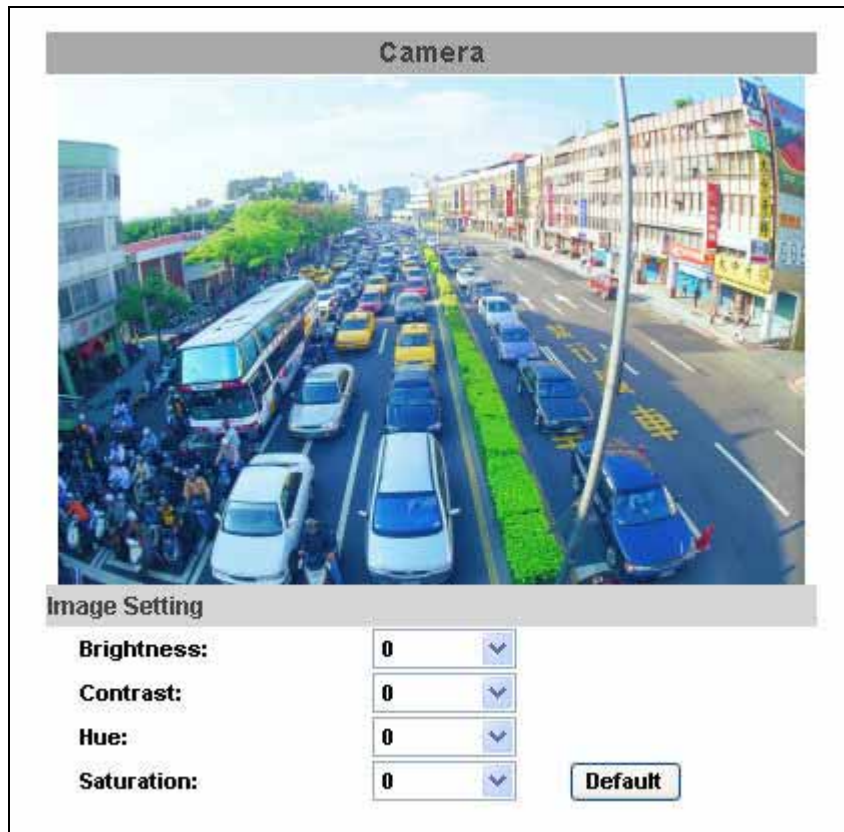 Camera
Image Setting
Brightness: 0
Contrast: 0
Hue: 0
Saturation: 0 Default